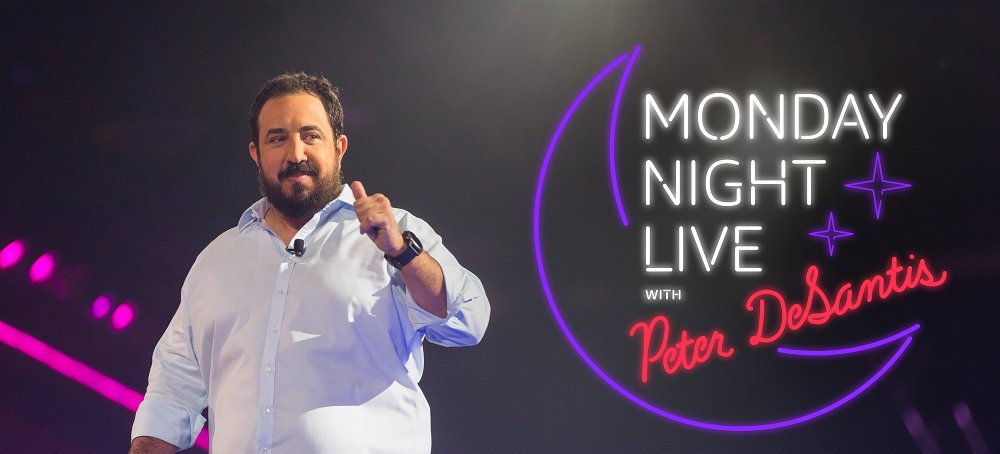 MONDAY
NIGHT
LIVE
WITH
Peter DeSantis